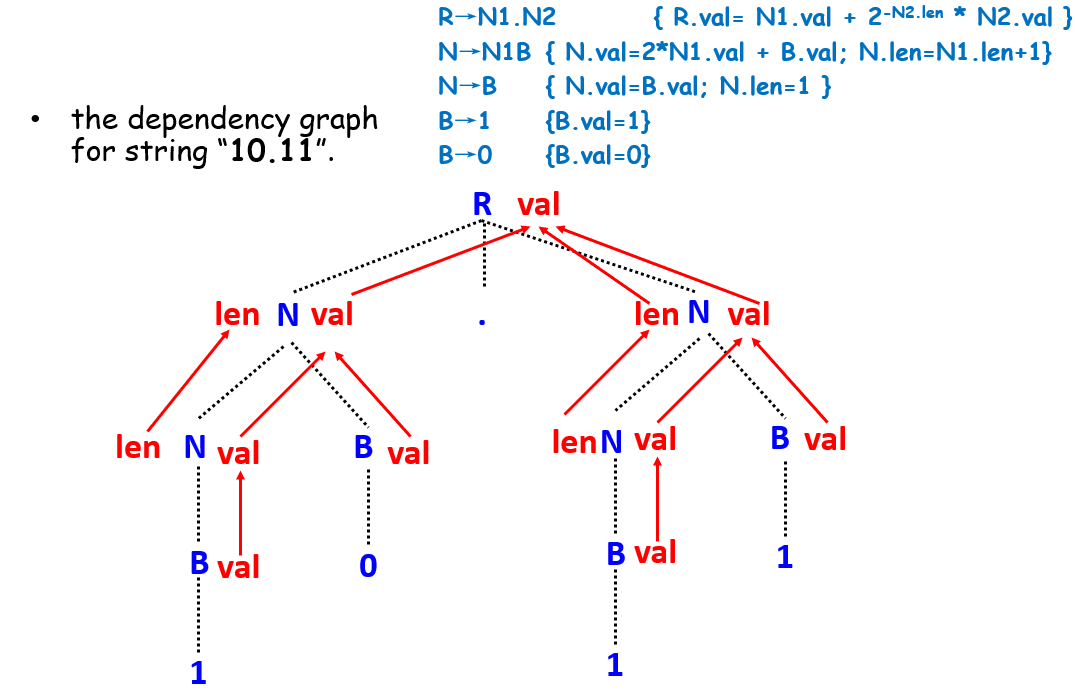 R→N1.N2 { R.val= N1.val + 2-N2.len * N2.val }
N→N1B { N.val=2*N1.val + B.val; N.len=N1.len+1}
N→B { N.val=B.val; N.len=1 }
B→1 {B.val=1}
B→0 {B.val=0}
• the dependency graph
for string “10.11”.
R val
len N val . len N val
len N val B val len N val B val
B val 0 B val 1
1 1